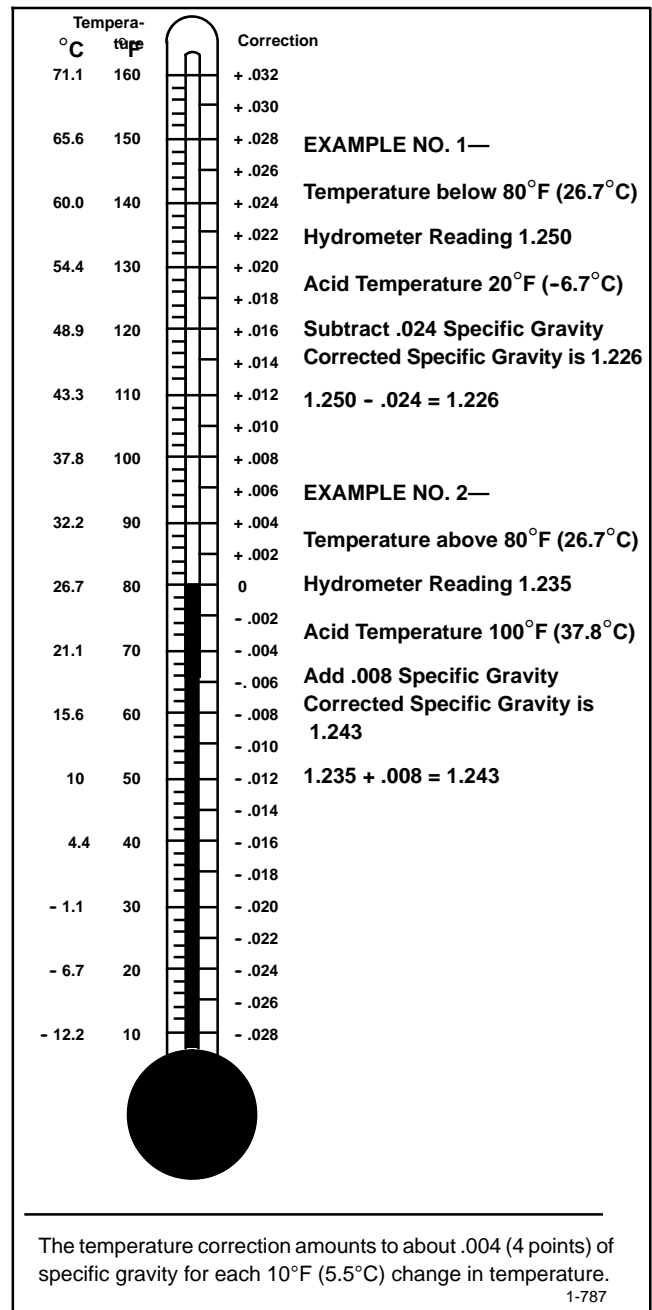 Tempera-
ture
°C °F Correction
71.1 160 + .032
+ .030
65.6 150 + .028
+ .026
60.0 140 + .024
+ .022
54.4 130 + .020
+ .018
48.9 120 + .016
+ .014
43.3 110 + .012
+ .010
37.8 100 + .008
+ .006
32.2 90 + .004
+ .002
26.7 80 0
- .002
21.1 70 - .004
-. 006
15.6 60 - .008
- .010
10 50 - .012
- .014
4.4 40 - .016
- .018
- 1.1 30 - .020
- .022
- 6.7 20 - .024
- .026
- 12.2 10 - .028
EXAMPLE NO. 1—
Temperature below 80°F (26.7°C)
Hydrometer Reading 1.250
Acid Temperature 20°F (-6.7°C)
Subtract .024 Specific Gravity
Corrected Specific Gravity is 1.226
1.250 - .024 = 1.226
EXAMPLE NO. 2—
Temperature above 80°F (26.7°C)
Hydrometer Reading 1.235
Acid Temperature 100°F (37.8°C)
Add .008 Specific Gravity
Corrected Specific Gravity is
1.243
1.235 + .008 = 1.243
The temperature correction amounts to about .004 (4 points) of
specific gravity for each 10°F (5.5°C) change in temperature.
1-787